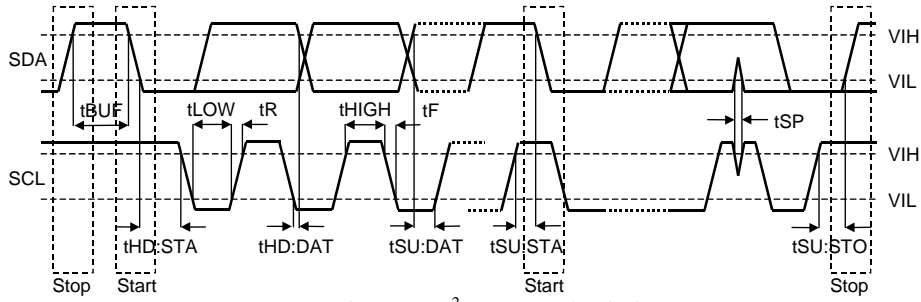 VIH
SDA
VIL
tBUF tLOW tR tHIGH tF tSP
VIH
SCL
VIL
tHD:STA tHD:DAT tSU:DAT tSU:STA tSU:STO
Stop Start Start Stop
2